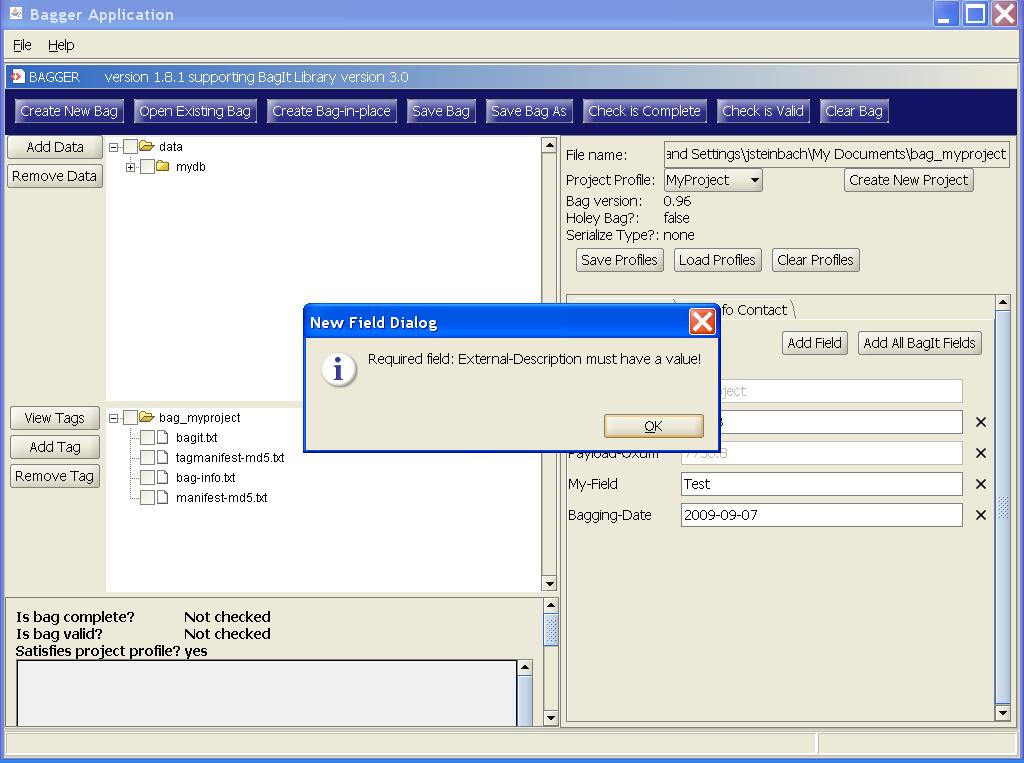 Bagger Application
File Help
BAGGER version 1.8.1 supporting BagIt Library version 3.0
Create New Bag Open Existing Bag Create Bag-in-place Save Bag Save Bag As Check is Complete Check is Valid Clear Bag
Add Data
Remove Data
data
mydb
File name: and Settings\jsteinbach\My Documents\bag_myproject
Project Profile: MyProject Create New Project
Bag version: 0.96
Holey Bag?: false
Serialize Type?: none
Save Profiles Load Profiles Clear Profiles
fo Contact
Add Field Add All BagIt Fields
New Field Dialog
Required field: External-Description must have a value!
OK
ject
Payload-Oxum 7750.8
My-Field Test
Bagging-Date 2009-09-07
View Tags
Add Tag
Remove Tag
bag_myproject
bagit.txt
tagmanifest-md5.txt
bag-info.txt
manifest-md5.txt
Is bag complete? Not checked
Is bag valid? Not checked
Satisfies project profile? yes